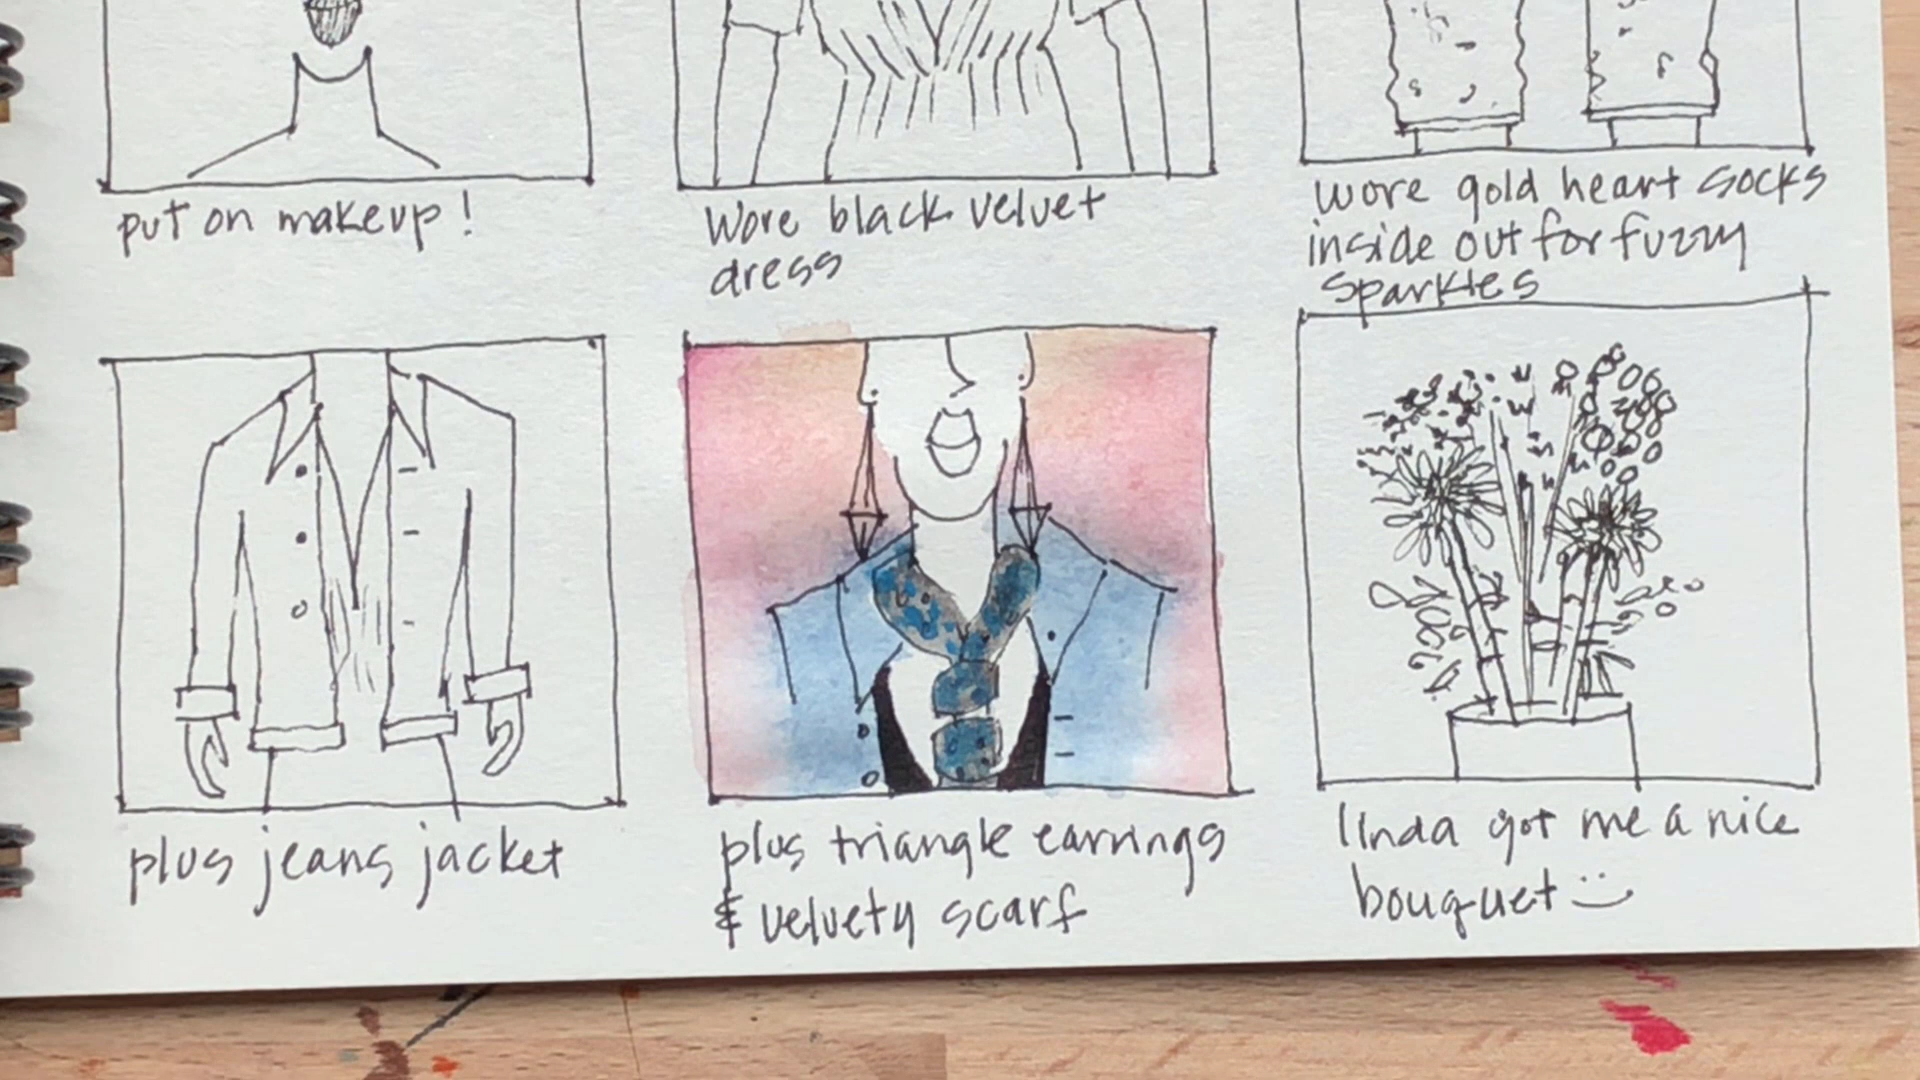 put on makeup!
Wore black velvet
dress
wore gold heart socks
inside out for fuzzy
sparkles
plus jeans jacket
plus triangle earrings
& velvety scarf
linda got me a nice
bouquet :)